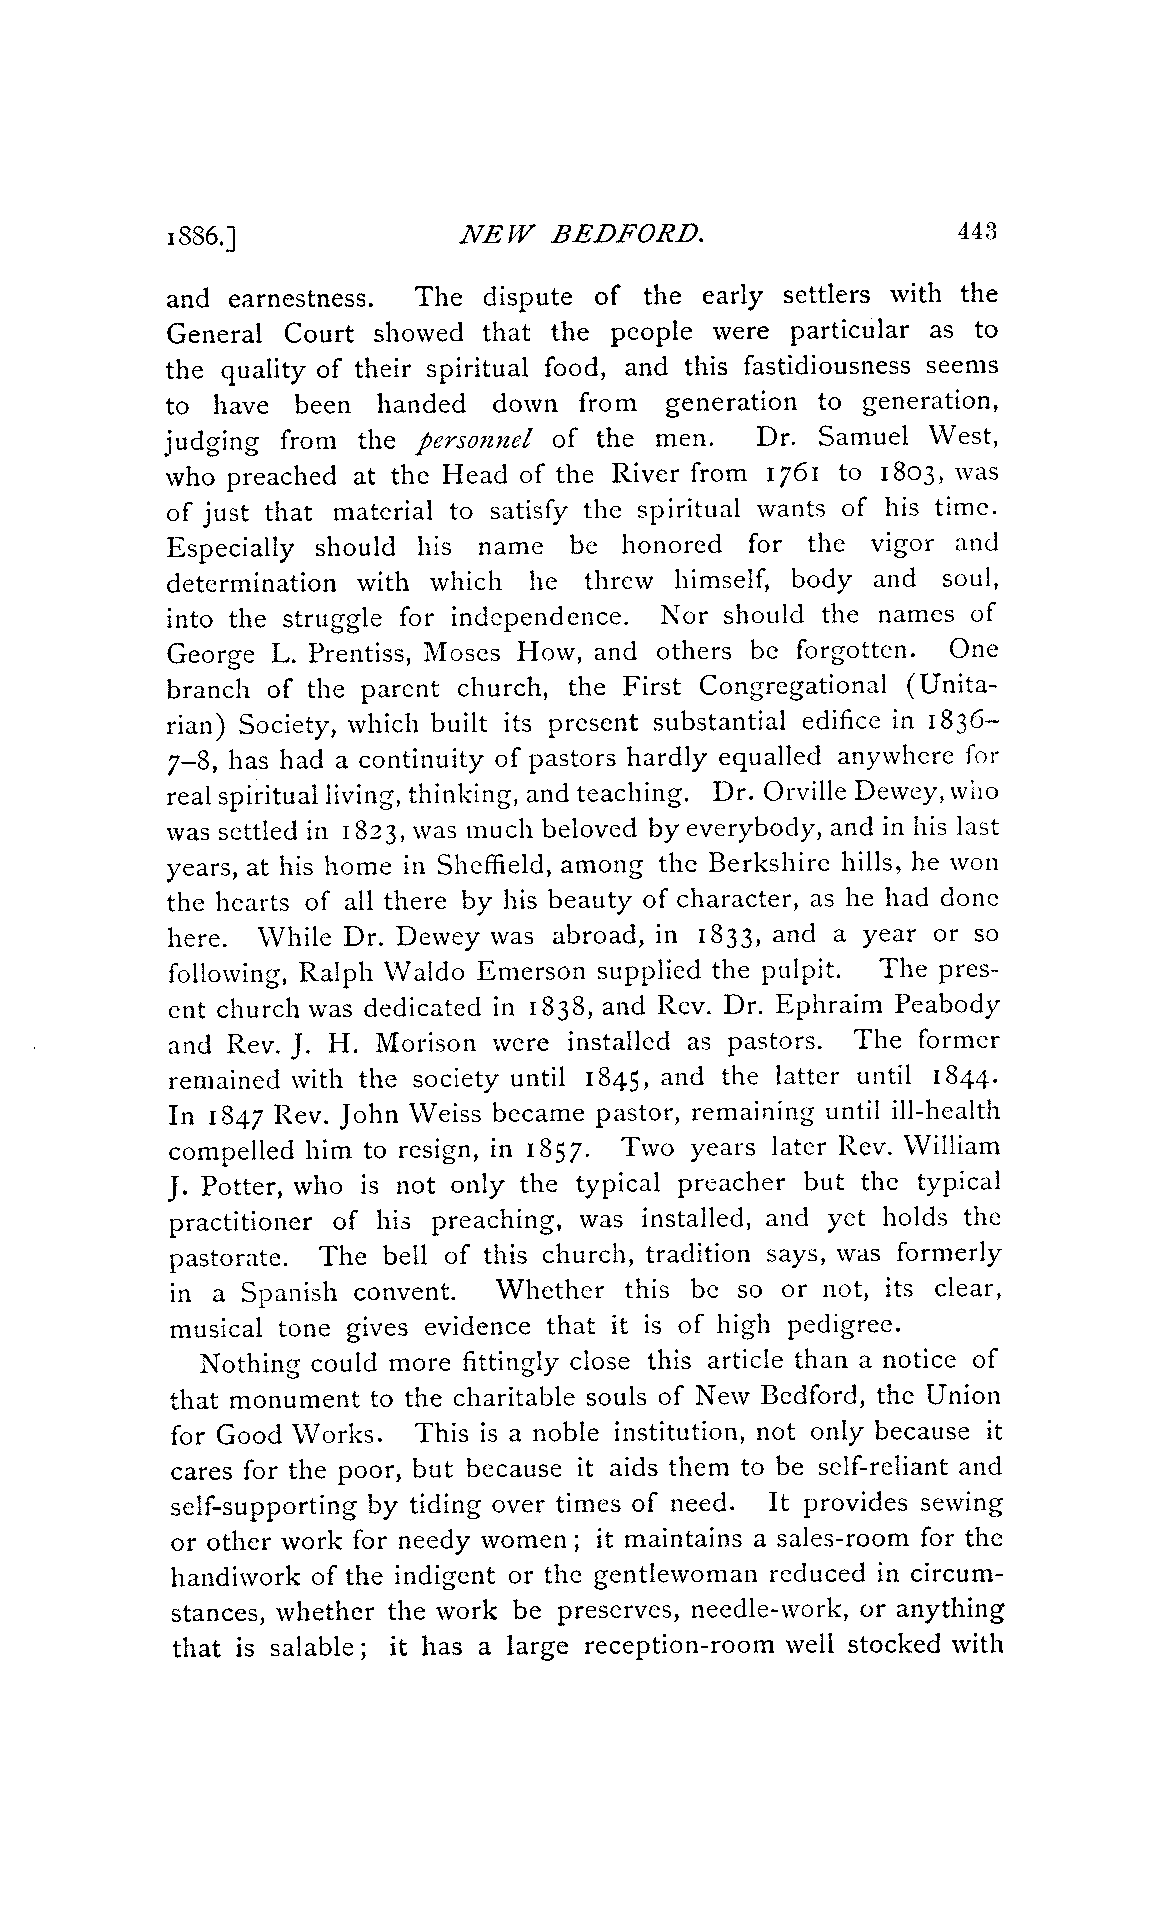 1886.] NEW BEDFORD. 443
and earnestness. The dispute of the early settlers with the
General Court showed that the people were particular as to
the quality of their spiritual food, and this fastidiousness seems
to have been handed down from generation to generation,
judging from the personnel of the men. Dr. Samuel West,
who preached at the Head of the River from 1761 to 1803, was
of just that material to satisfy the spiritual wants of his time.
Especially should his name be honored for the vigor and
determination with which he threw himself, body and soul,
into the struggle for independence. Nor should the names of
George L. Prentiss, Moses How, and others be forgotten. One
branch of the parent church, the First Congregational (Unita-
rian) Society, which built its present substantial edifice in 1836–
7–8, has had a continuity of pastors hardly equalled anywhere for
real spiritual living, thinking, and teaching. Dr. Orville Dewey, who
was settled in 1823, was much beloved by everybody, and in his last
years, at his home in Sheffield, among the Berkshire hills, he won
the hearts of all there by his beauty of character, as he had done
here. While Dr. Dewey was abroad, in 1833, and a year or so
following, Ralph Waldo Emerson supplied the pulpit. The pres-
ent church was dedicated in 1838, and Rev. Dr. Ephraim Peabody
and Rev. J. H. Morison were installed as pastors. The former
remained with the society until 1845, and the latter until 1844.
In 1847 Rev. John Weiss became pastor, remaining until ill-health
compelled him to resign, in 1857. Two years later Rev. William
J. Potter, who is not only the typical preacher but the typical
practitioner of his preaching, was installed, and yet holds the
pastorate. The bell of this church, tradition says, was formerly
in a Spanish convent. Whether this be so or not, its clear,
musical tone gives evidence that it is of high pedigree.
Nothing could more fittingly close this article than a notice of
that monument to the charitable souls of New Bedford, the Union
for Good Works. This is a noble institution, not only because it
cares for the poor, but because it aids them to be self-reliant and
self-supporting by tiding over times of need. It provides sewing
or other work for needy women; it maintains a sales-room for the
handiwork of the indigent or the gentlewoman reduced in circum-
stances, whether the work be preserves, needle-work, or anything
that is salable; it has a large reception-room well stocked with